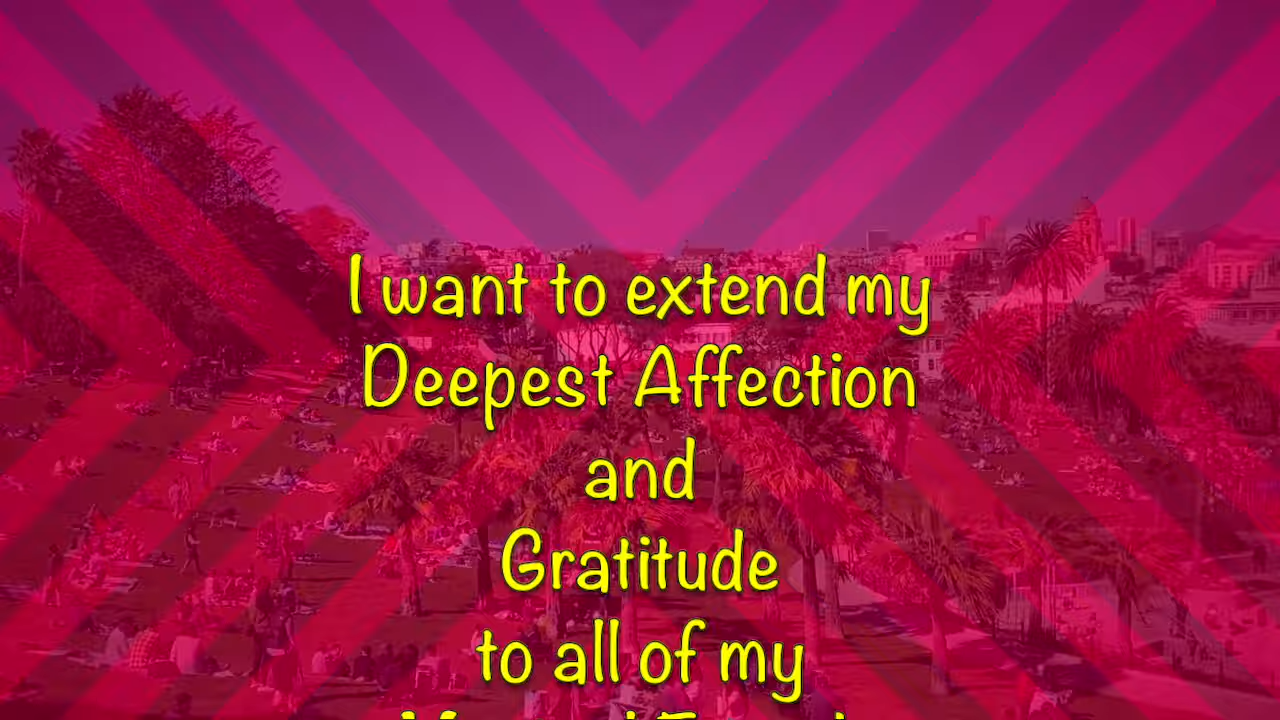 I want to extend my
Deepest Affection
and
Gratitude
to all of my